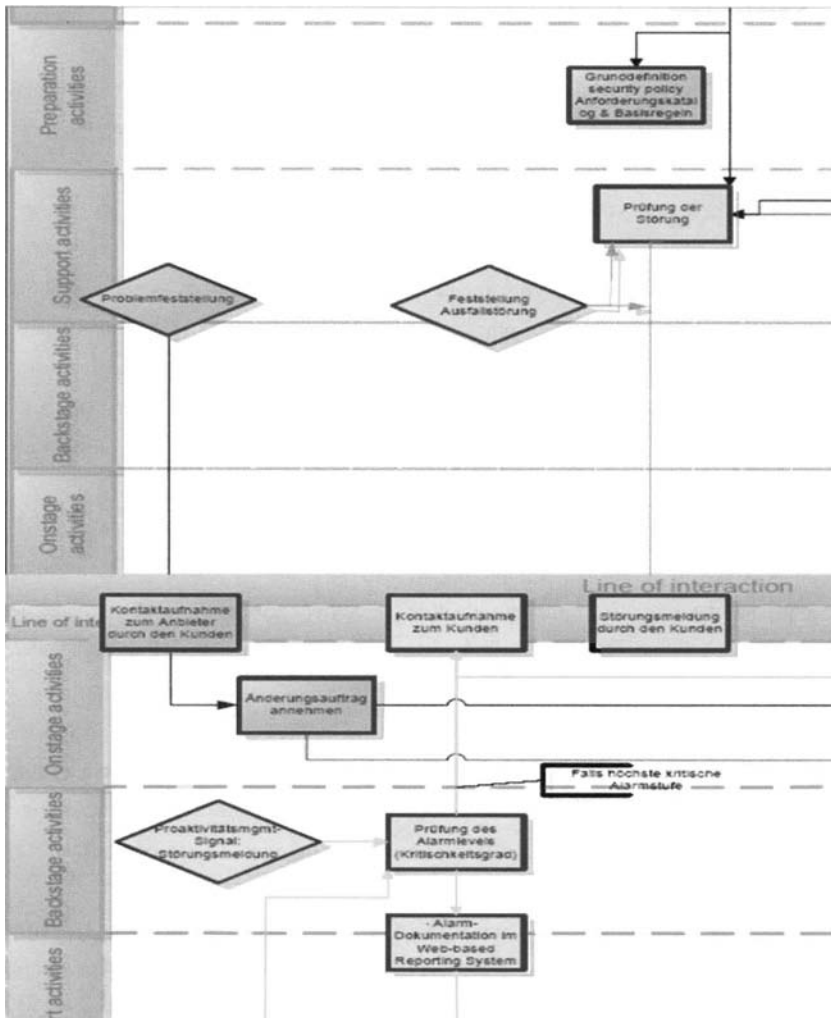 Preparation
activities
Grunddefinition
security policy
Anforderungskatal
og & Basisregeln
Support activities
Prüfung der
Störung
Problemfeststellung
Feststellung
Ausfallstörung
Backstage activities
Onstage
activities
Line of interaction
Line of inte
Kontaktaufnahme
zum Anbieter
durch den Kunden
Kontaktaufnahme
zum Kunden
Störungsmeldung
durch den Kunden
Onstage activities
Änderungsauftrag
annehmen
Falls höchste kritische
Alarmstufe
Backstage activities
Proaktivitätsmgmt-
Signal:
Störungsmeldung
Prüfung des
Alarmlevels
(Kritischkeitsgrad)
- Alarm-
Dokumentation im
Web-based
Reporting System
rt activities